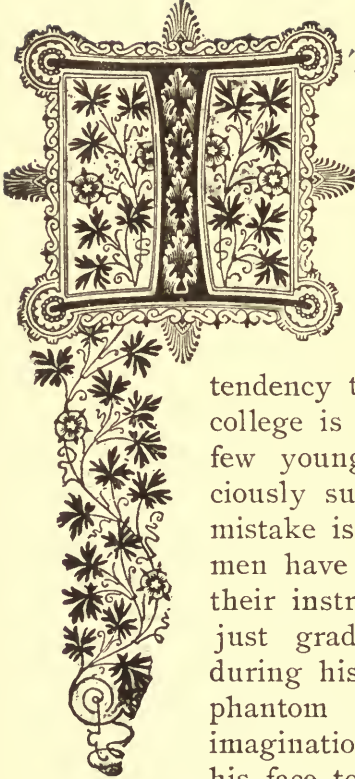 I
tendency t
college is
few young
ciously su
mistake is
men have
their instr
just grad
during his
phantom
imagination
his face to